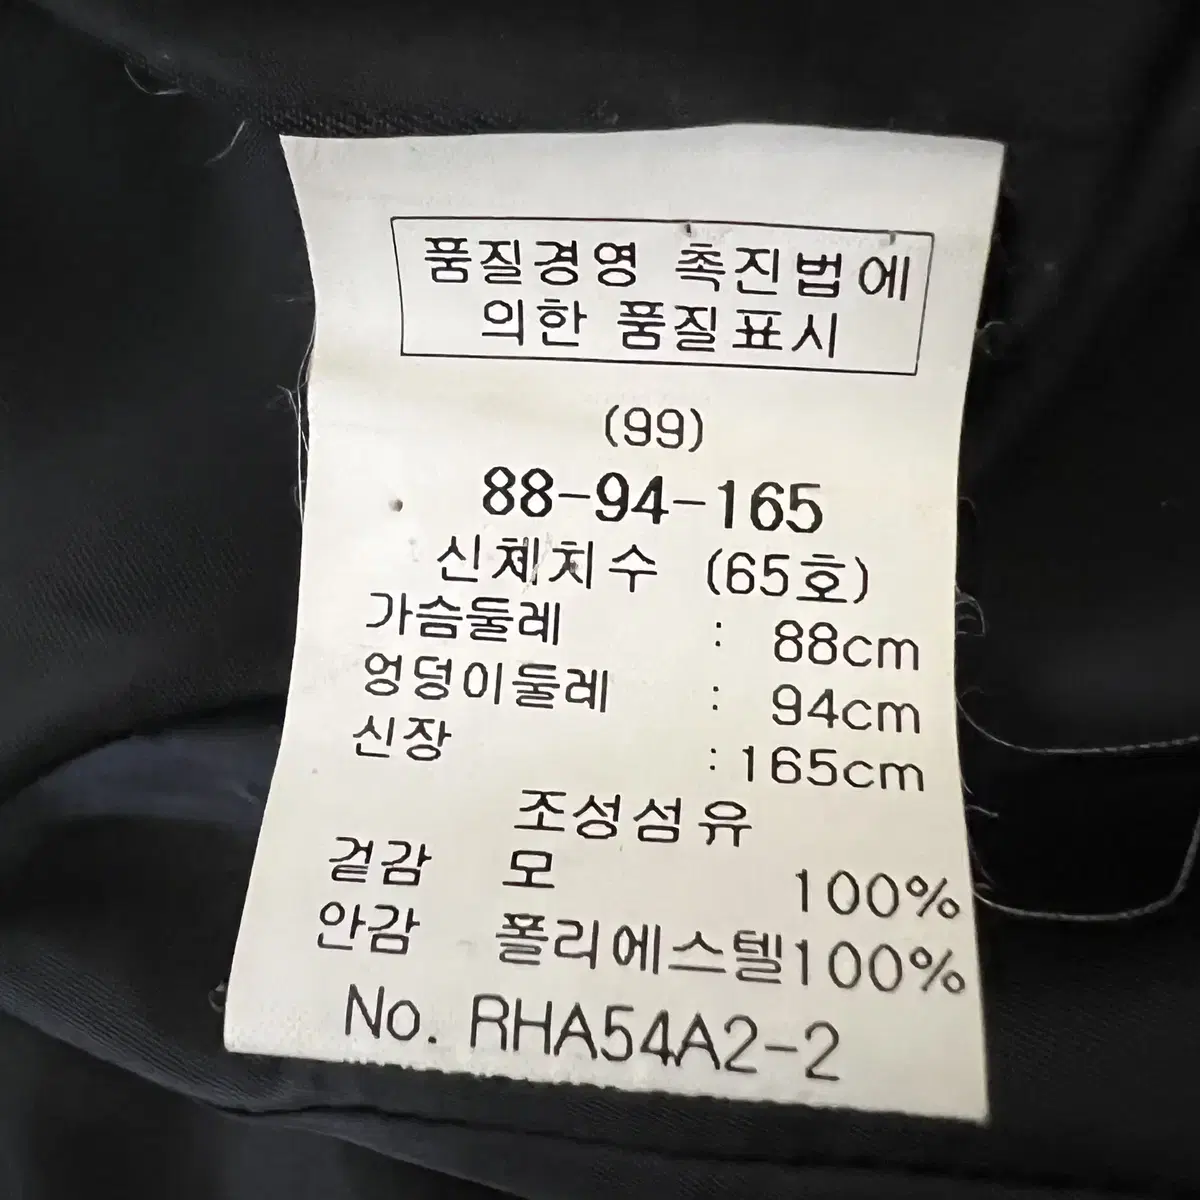 품질경영 촉진법에
의한 품질표시
(99)
88-94-165
신체치수 (65호)
가슴둘레 : 88cm
엉덩이둘레 : 94cm
신장 : 165cm
조성섬유
겉감 모 100%
안감 폴리에스텔100%
No. RHA54A2-2